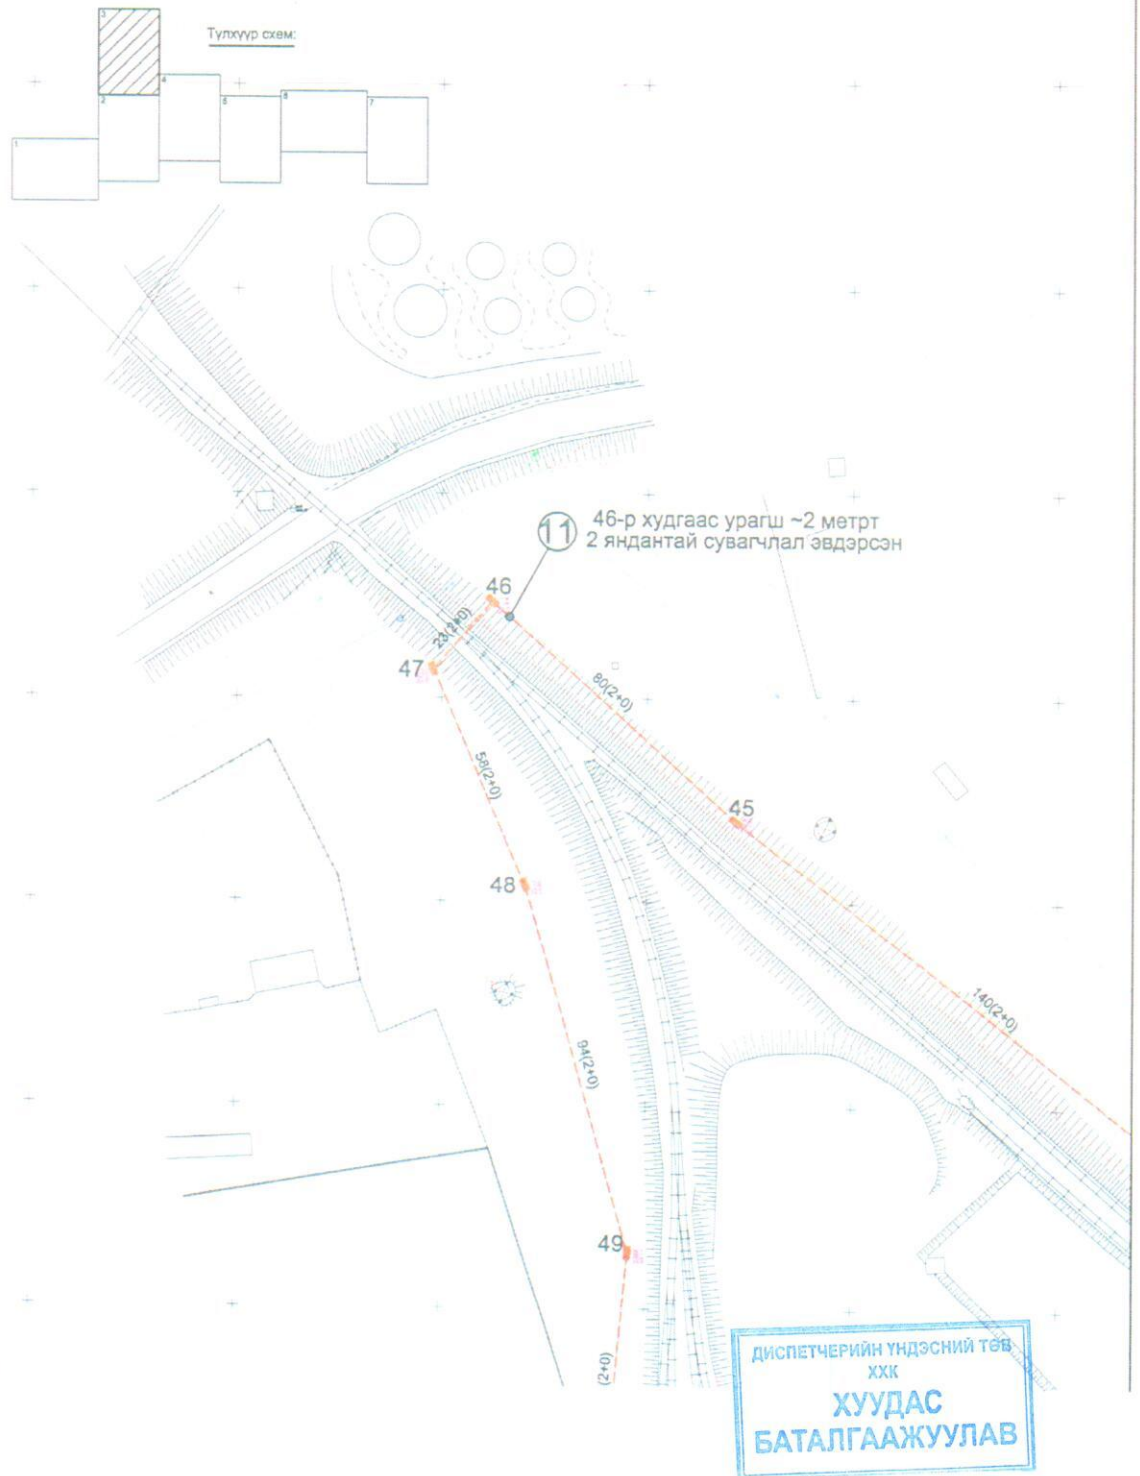 Түлхүүр схем:
3
4
2
5
6
7
1
11
46-р худгаас урагш ~2 метрт
2 яндантай сувагчлал эвдэрсэн
46
23(2+0)
47
80(2+0)
58(2+0)
45
48
140(2+0)
94(2+0)
49
(2+0)
ДИСПЕТЧЕРИЙН ҮНДЭСНИЙ ТӨВ
ХХК
ХУУДАС
БАТАЛГААЖУУЛАВ